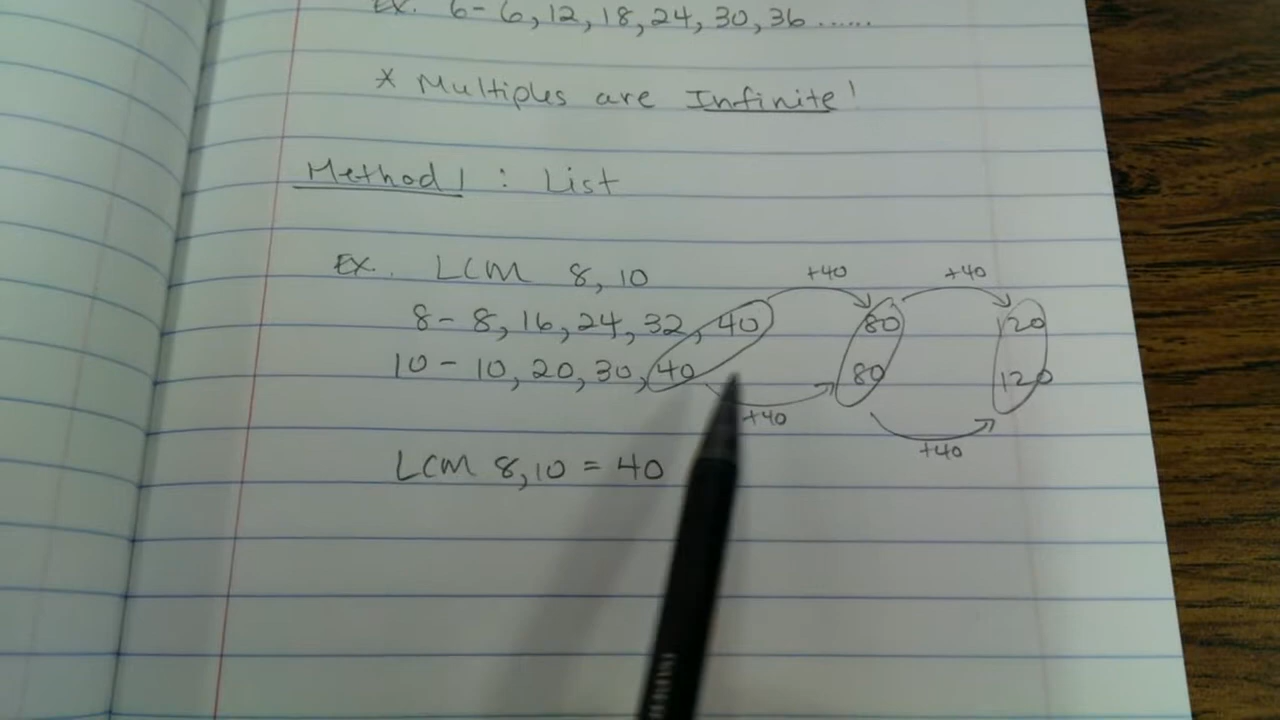 Ex. 6- 6, 12, 18, 24, 30, 36......
* Multiples are Infinite!
Method 1 : List
Ex. LCM 8, 10
+40 +40
8- 8, 16, 24, 32, 40 80 120
10- 10, 20, 30, 40 80 120
+40 +40
LCM 8, 10 = 40